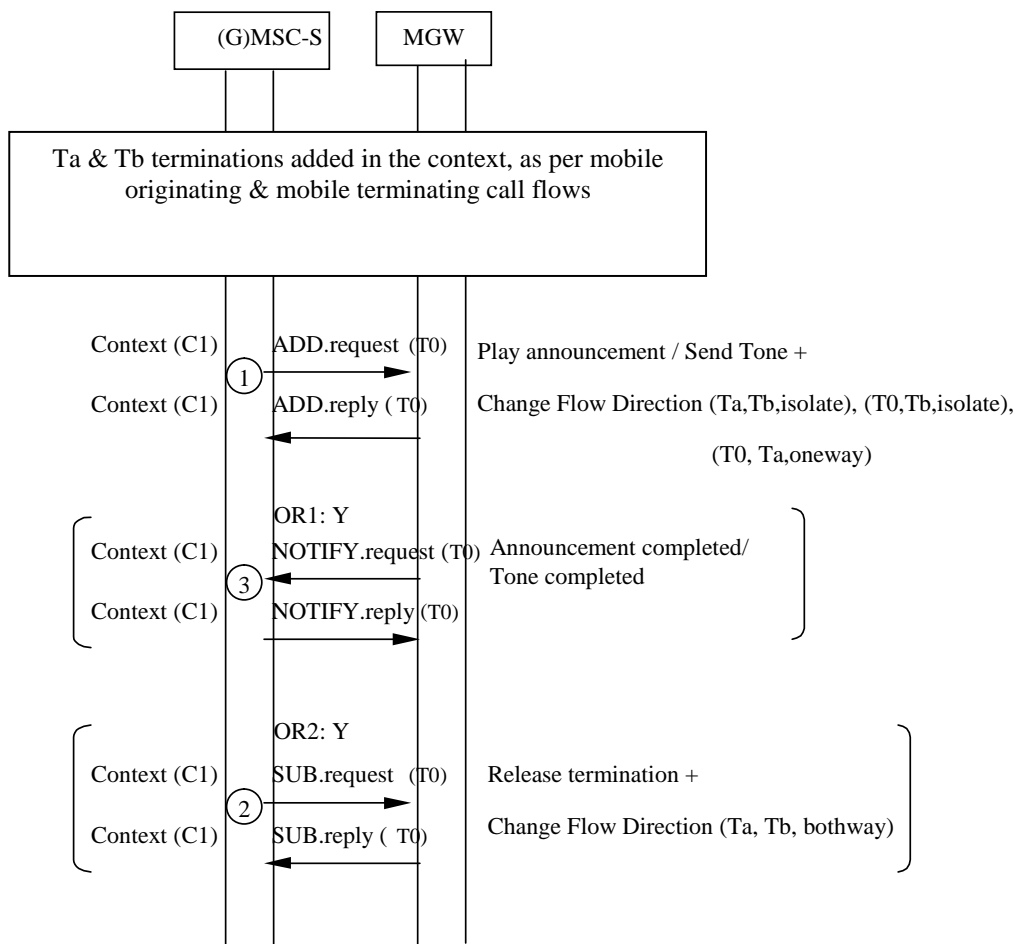 (G)MSC-S
MGW
Ta & Tb terminations added in the context, as per mobile
originating & mobile terminating call flows
Context (C1) ADD.request (T0)
1
Context (C1) ADD.reply ( T0)
Play announcement / Send Tone +
Change Flow Direction (Ta,Tb,isolate), (T0,Tb,isolate),
(T0, Ta,oneway)
OR1: Y
Context (C1) NOTIFY.request (T0)
3
Context (C1) NOTIFY.reply (T0)
Announcement completed/
Tone completed
OR2: Y
Context (C1) SUB.request (T0)
2
Context (C1) SUB.reply ( T0)
Release termination +
Change Flow Direction (Ta, Tb, bothway)